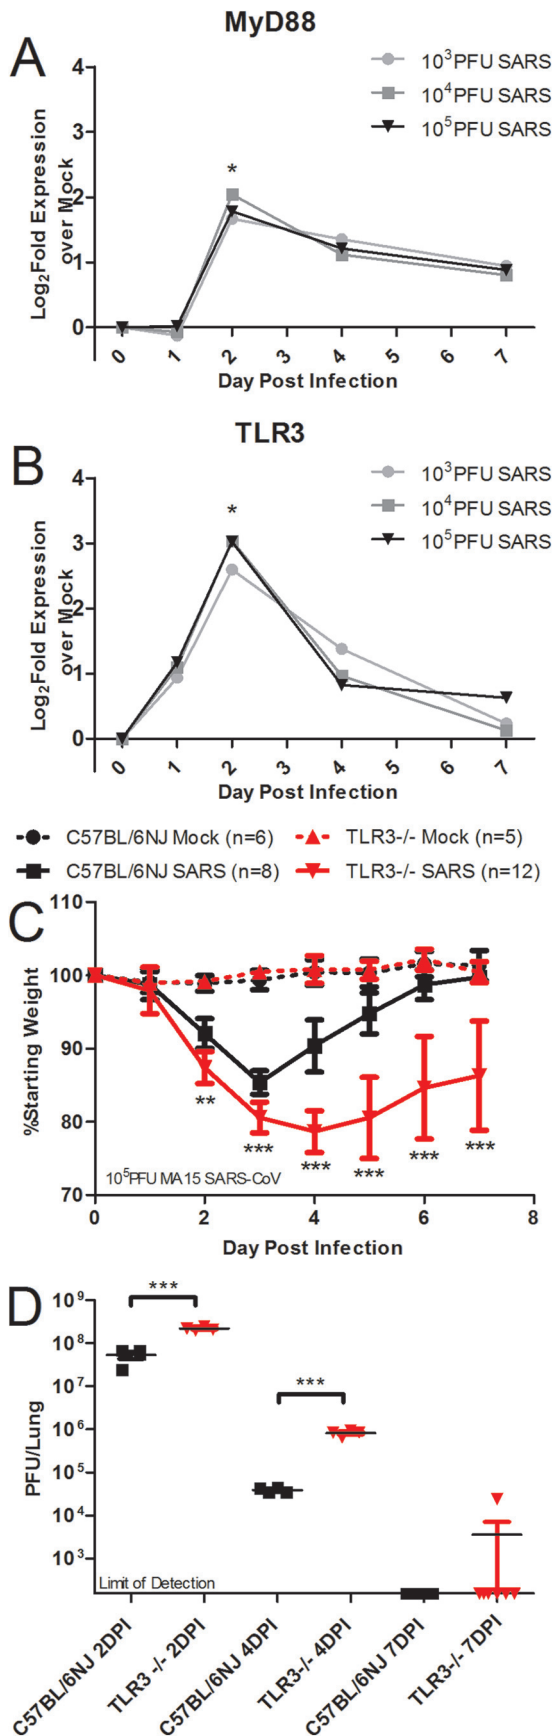 MyD88
A
10³PFU SARS
10⁴PFU SARS
10⁵PFU SARS
Log₂Fold Expression
over Mock
4
3
2
1
0
*
0 1 2 3 4 5 6 7
Day Post Infection
TLR3
B
10³PFU SARS
10⁴PFU SARS
10⁵PFU SARS
Log₂Fold Expression
over Mock
4
3
2
1
0
*
0 1 2 3 4 5 6 7
Day Post Infection
C57BL/6NJ Mock (n=6) TLR3-/- Mock (n=5)
C57BL/6NJ SARS (n=8) TLR3-/- SARS (n=12)
C
%Starting Weight
110
100
90
80
70
** *** *** *** *** ***
10⁵PFU MA15 SARS-CoV
0 2 4 6 8
Day Post Infection
D
PFU/Lung
10⁹
10⁸
10⁷
10⁶
10⁵
10⁴
10³
***
***
Limit of Detection
C57BL/6NJ 2DPI
TLR3 -/- 2DPI
C57BL/6NJ 4DPI
TLR3-/- 4DPI
C57BL/6NJ 7DPI
TLR3-/- 7DPI